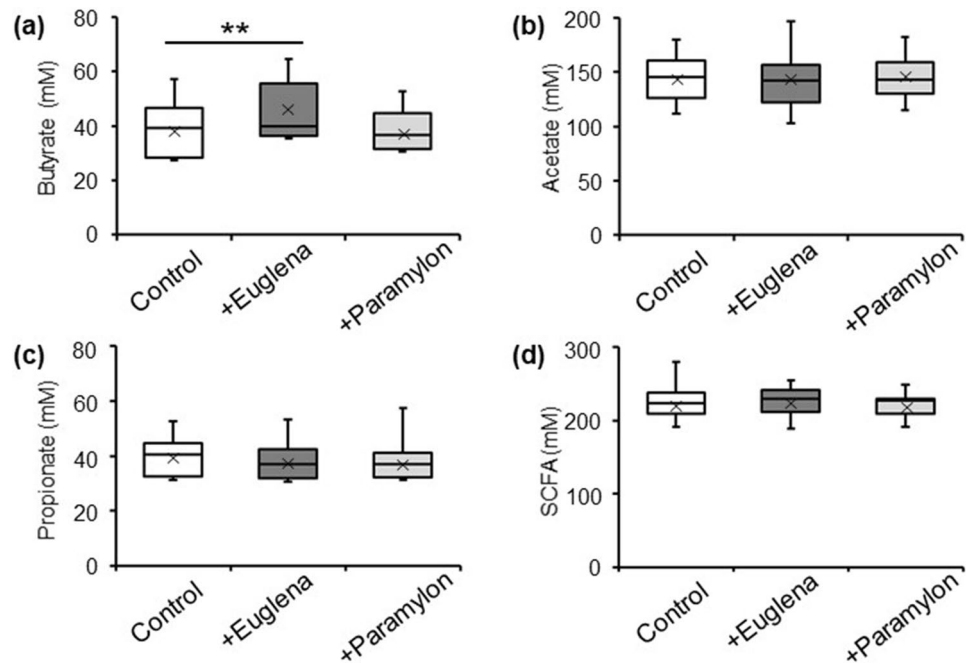 (a)
**
80
60
40
20
0
Butyrate (mM)
Control
+Euglena
+Paramylon
(b)
200
150
100
50
0
Acetate (mM)
Control
+Euglena
+Paramylon
(c)
80
60
40
20
0
Propionate (mM)
Control
+Euglena
+Paramylon
(d)
300
200
100
0
SCFA (mM)
Control
+Euglena
+Paramylon